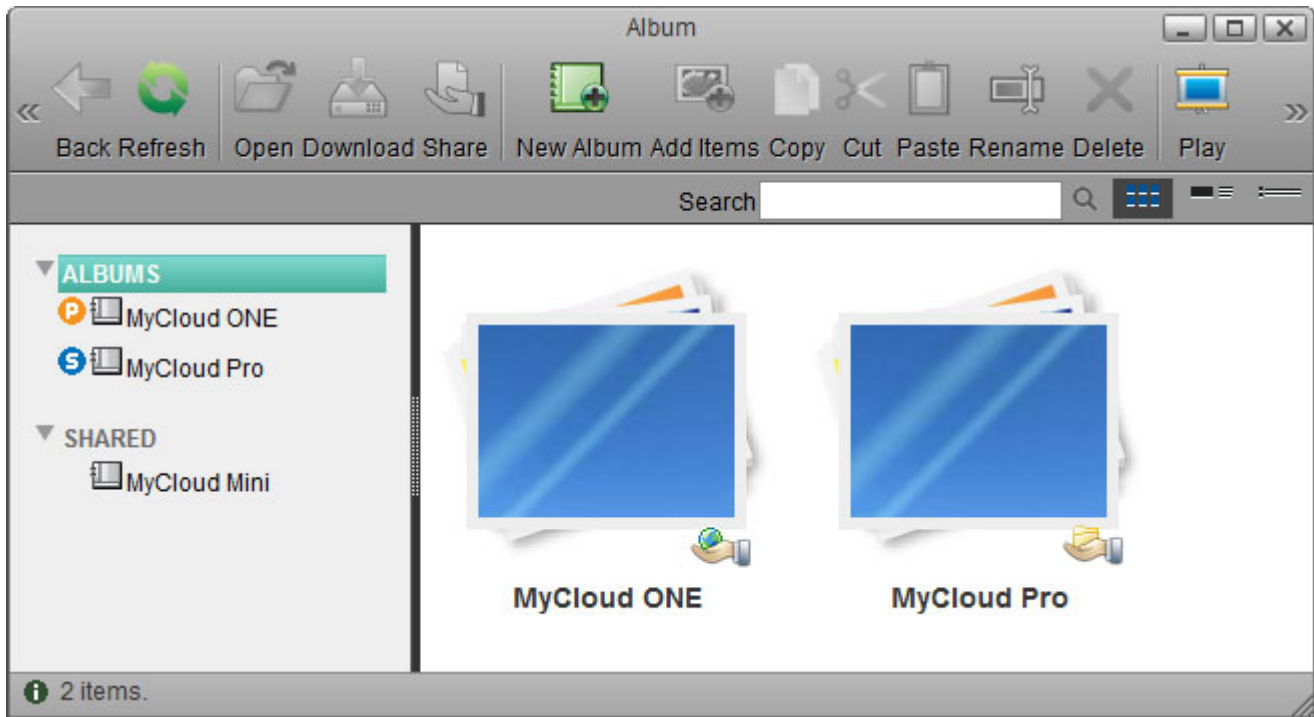 Album
Back Refresh Open Download Share New Album Add Items Copy Cut Paste Rename Delete Play
Search
ALBUMS
P MyCloud ONE
S MyCloud Pro
SHARED
MyCloud Mini
MyCloud ONE MyCloud Pro
2 items.